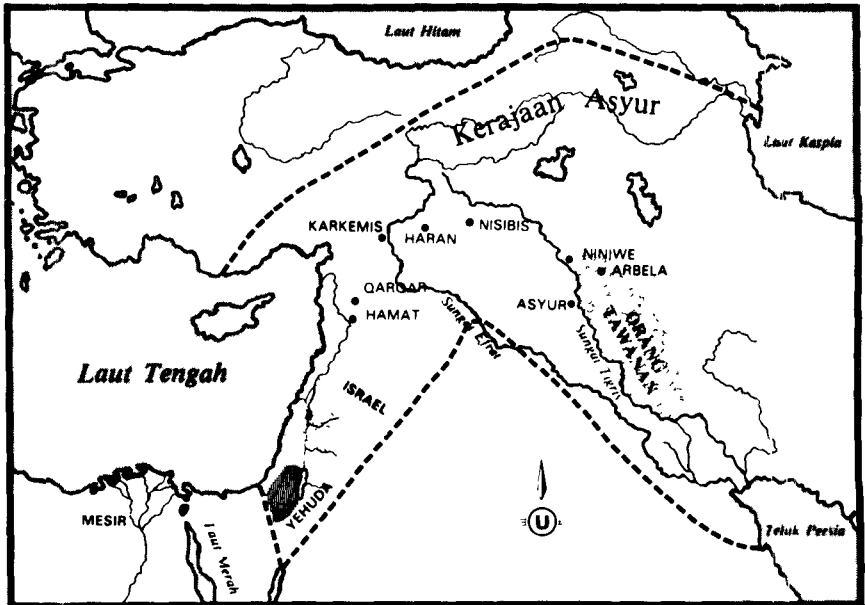 Laut Hitam
Kerajaan Asyur
Laut Kaspia
KARKEMIS
HARAN
NISIBIS
NINIWE
ARBELA
QARQAR
HAMAT
ASYUR
Sungai Efrat
Sungai Tigris
ORANG
TAWANAN
Laut Tengah
ISRAEL
YEHUDA
MESIR
Laut Merah
U
Teluk Persia